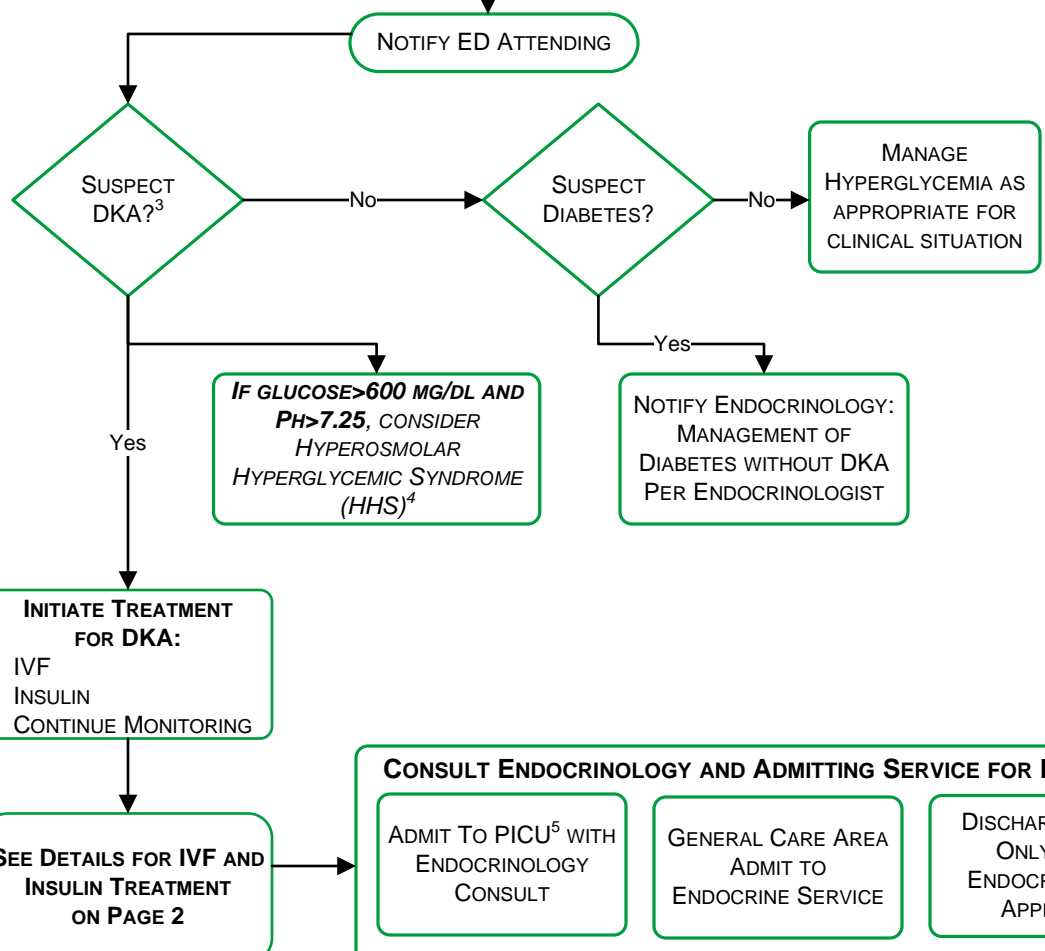 NOTIFY ED ATTENDING
SUSPECT
DKA?3
No
SUSPECT
DIABETES?
No
MANAGE
HYPERGLYCEMIA AS
APPROPRIATE FOR
CLINICAL SITUATION
Yes
IF GLUCOSE>600 MG/DL AND
PH>7.25, CONSIDER
HYPEROSMOLAR
HYPERGLYCEMIC SYNDROME
(HHS)4
Yes
NOTIFY ENDOCRINOLOGY:
MANAGEMENT OF
DIABETES WITHOUT DKA
PER ENDOCRINOLOGIST
INITIATE TREATMENT
FOR DKA:
IVF
INSULIN
CONTINUE MONITORING
SEE DETAILS FOR IVF AND
INSULIN TREATMENT
ON PAGE 2
CONSULT ENDOCRINOLOGY AND ADMITTING SERVICE FOR
ADMIT TO PICU5 WITH
ENDOCRINOLOGY
CONSULT
GENERAL CARE AREA
ADMIT TO
ENDOCRINE SERVICE
DISCHAR
ONLY
ENDOCR
APP